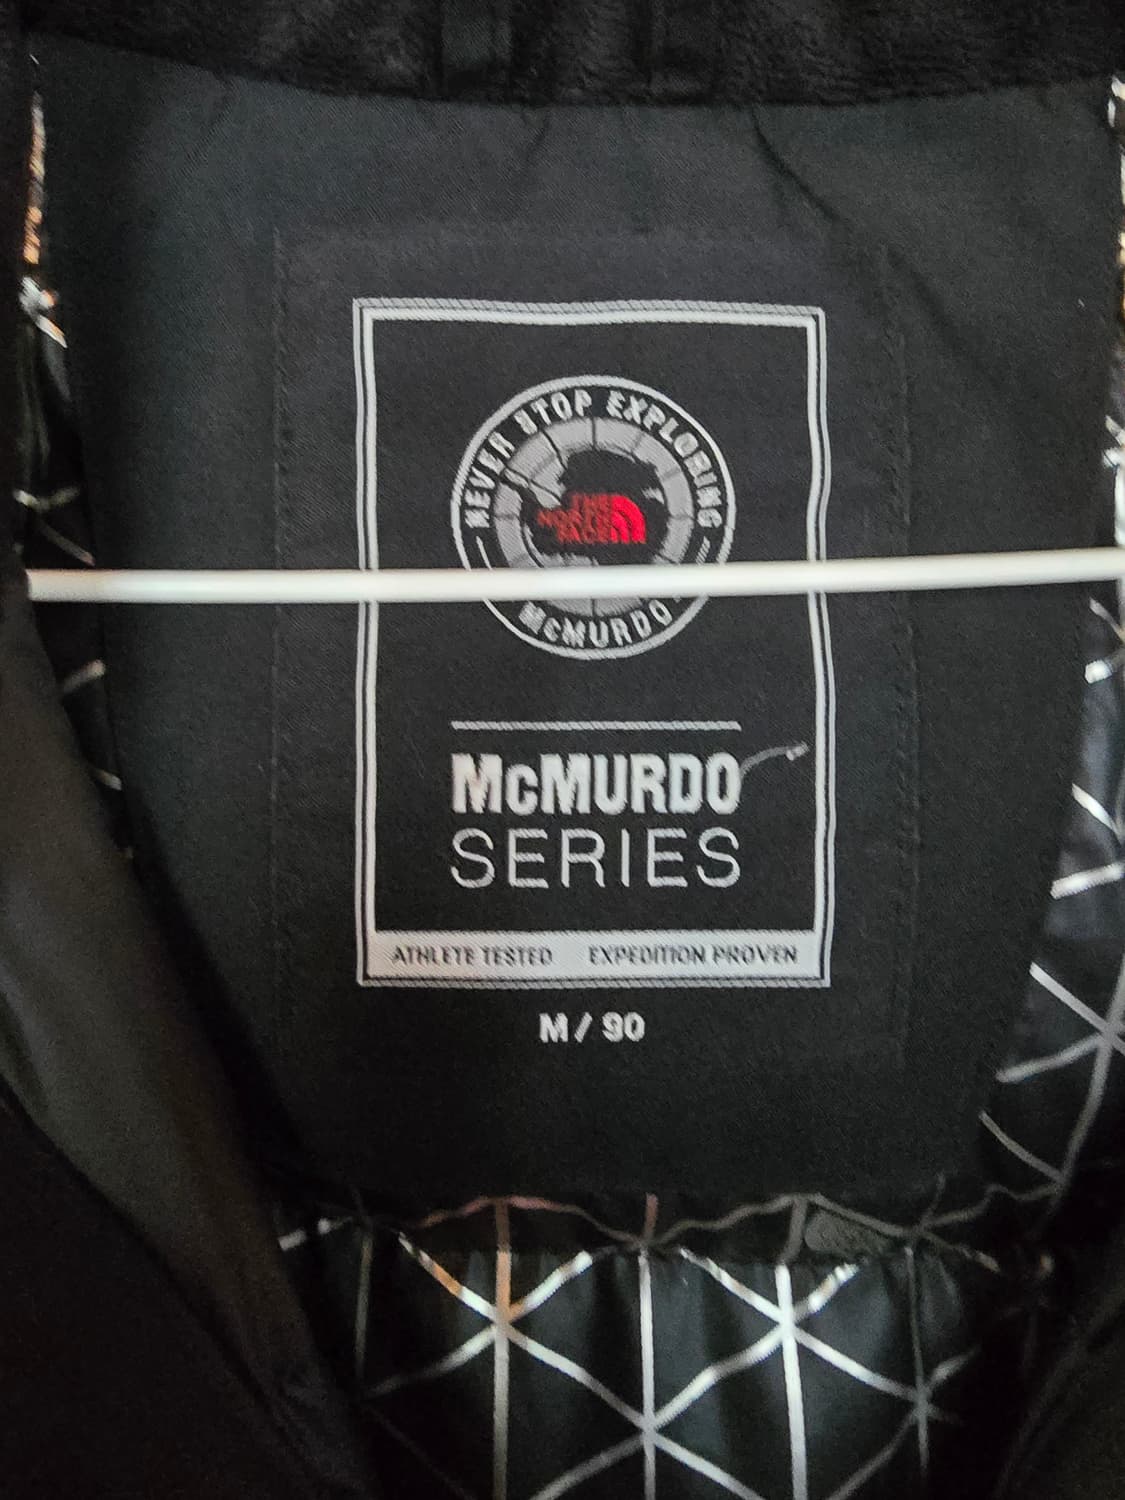 NEVER STOP EXPLORING
THE
NORTH
FACE
McMURDO
McMURDO
SERIES
ATHLETE TESTED EXPEDITION PROVEN
M / 90